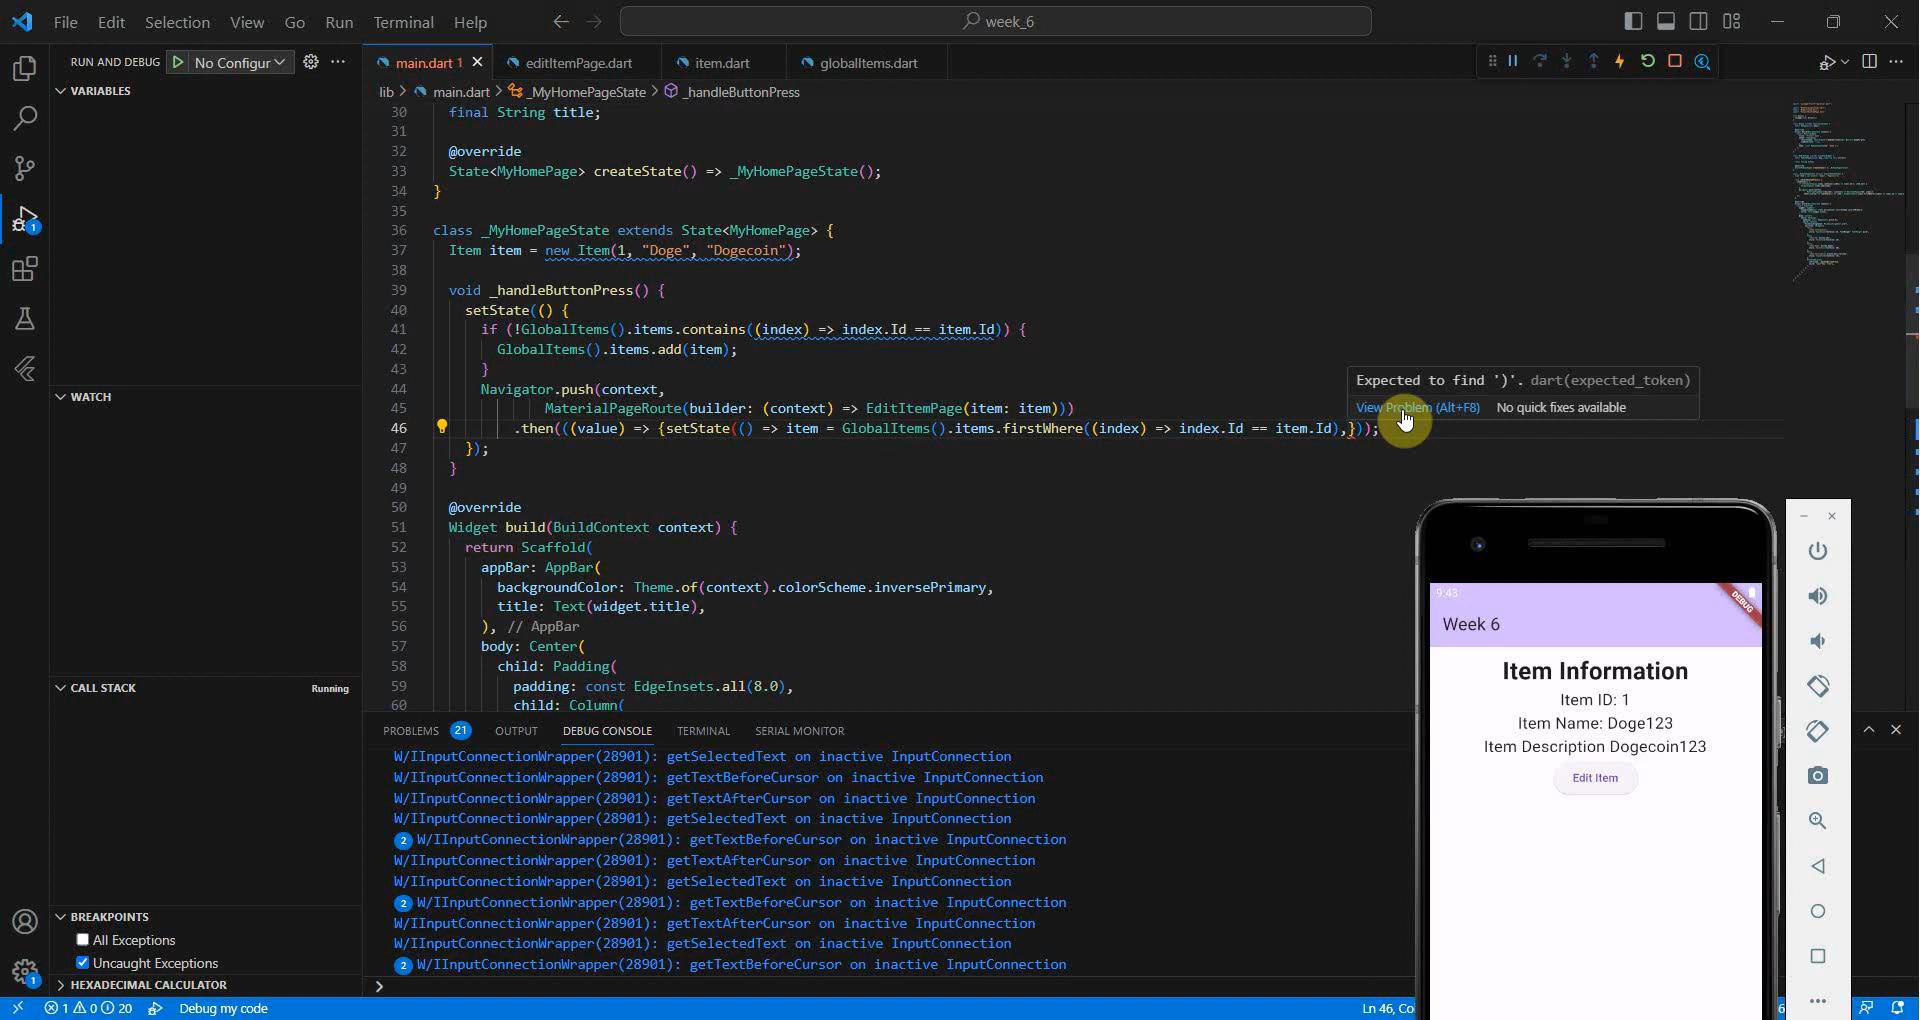 File Edit Selection View Go Run Terminal Help
week_6
RUN AND DEBUG No Configur
main.dart 1
editItemPage.dart
item.dart
globalItems.dart
VARIABLES
lib > main.dart > _MyHomePageState > _handleButtonPress
30 final String title;
31
32 @override
33 State<MyHomePage> createState() => _MyHomePageState();
34 }
35
36 class _MyHomePageState extends State<MyHomePage> {
37 Item item = new Item(1, "Doge", "Dogecoin");
38
39 void _handleButtonPress() {
40 setState(() {
41 if (!GlobalItems().items.contains((index) => index.Id == item.Id)) {
42 GlobalItems().items.add(item);
43 }
44 Navigator.push(context,
45 MaterialPageRoute(builder: (context) => EditItemPage(item: item)))
46 .then(((value) => {setState(() => item = GlobalItems().items.firstWhere((index) => index.Id == item.Id),}));
47 });
48 }
49
50 @override
51 Widget build(BuildContext context) {
52 return Scaffold(
53 appBar: AppBar(
54 backgroundColor: Theme.of(context).colorScheme.inversePrimary,
55 title: Text(widget.title),
56 ), // AppBar
57 body: Center(
58 child: Padding(
59 padding: const EdgeInsets.all(8.0),
60 child: Column(
Expected to find ')'. dart(expected_token)
View Problem (Alt+F8) No quick fixes available
WATCH
CALL STACK Running
BREAKPOINTS
All Exceptions
Uncaught Exceptions
HEXADECIMAL CALCULATOR
PROBLEMS 21 OUTPUT DEBUG CONSOLE TERMINAL SERIAL MONITOR
W/IInputConnectionWrapper(28901): getSelectedText on inactive InputConnection
W/IInputConnectionWrapper(28901): getTextBeforeCursor on inactive InputConnection
W/IInputConnectionWrapper(28901): getTextAfterCursor on inactive InputConnection
W/IInputConnectionWrapper(28901): getSelectedText on inactive InputConnection
2 W/IInputConnectionWrapper(28901): getTextBeforeCursor on inactive InputConnection
W/IInputConnectionWrapper(28901): getTextAfterCursor on inactive InputConnection
W/IInputConnectionWrapper(28901): getSelectedText on inactive InputConnection
2 W/IInputConnectionWrapper(28901): getTextBeforeCursor on inactive InputConnection
W/IInputConnectionWrapper(28901): getTextAfterCursor on inactive InputConnection
W/IInputConnectionWrapper(28901): getSelectedText on inactive InputConnection
2 W/IInputConnectionWrapper(28901): getTextBeforeCursor on inactive InputConnection
9:43
DEBUG
Week 6
Item Information
Item ID: 1
Item Name: Doge123
Item Description Dogecoin123
Edit Item
1 0 20 Debug my code
Ln 46, Co